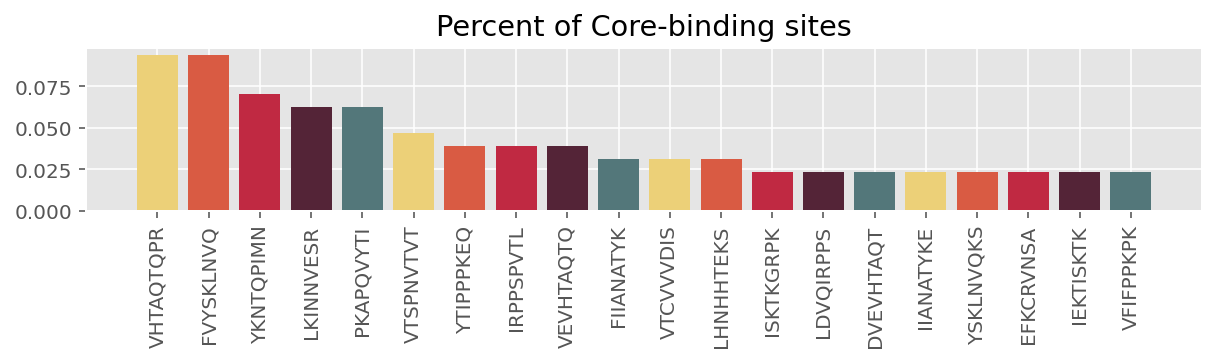 Percent of Core-binding sites
0.075
0.050
0.025
0.000
VHTAQTQPR
FVYSKLNVQ
YKNTQPIMN
LKINNVESR
PKAPQVYTI
VTSPNVTVT
YTIPPPKEQ
IRPPSPVTL
VEVHTAQTQ
FIIANATYK
VTCVVVDIS
LHNHHTEKS
ISKTKGRPK
LDVQIRPPS
DVEVHTAQT
IIANATYKE
YSKLNVQKS
EFKCRVNSA
IEKTISKTK
VFIFPPKPK